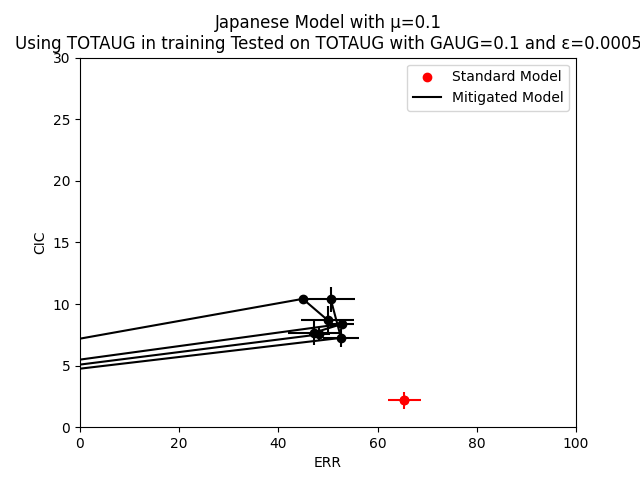 Japanese Model with μ=0.1
Using TOTAUG in training Tested on TOTAUG with GAUG=0.1 and ε=0.0005
Standard Model
Mitigated Model
30
25
20
15
10
5
0
CIC
0 20 40 60 80 100
ERR